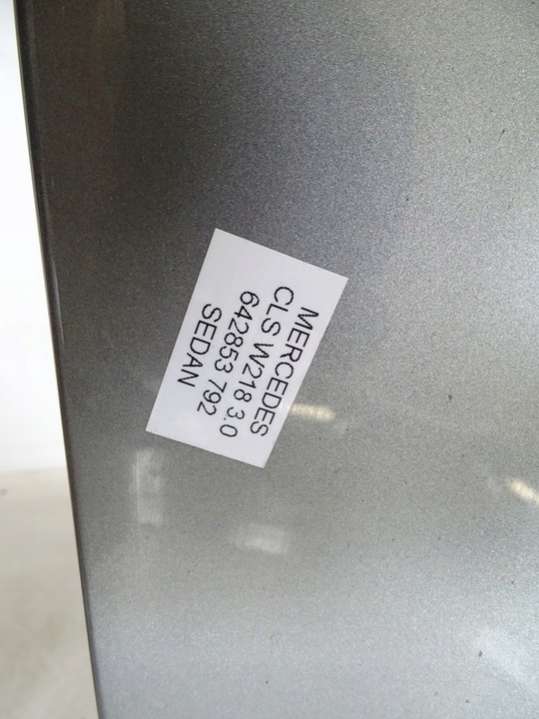 MERCEDES
CLS W218 3.0
642853 792
SEDAN